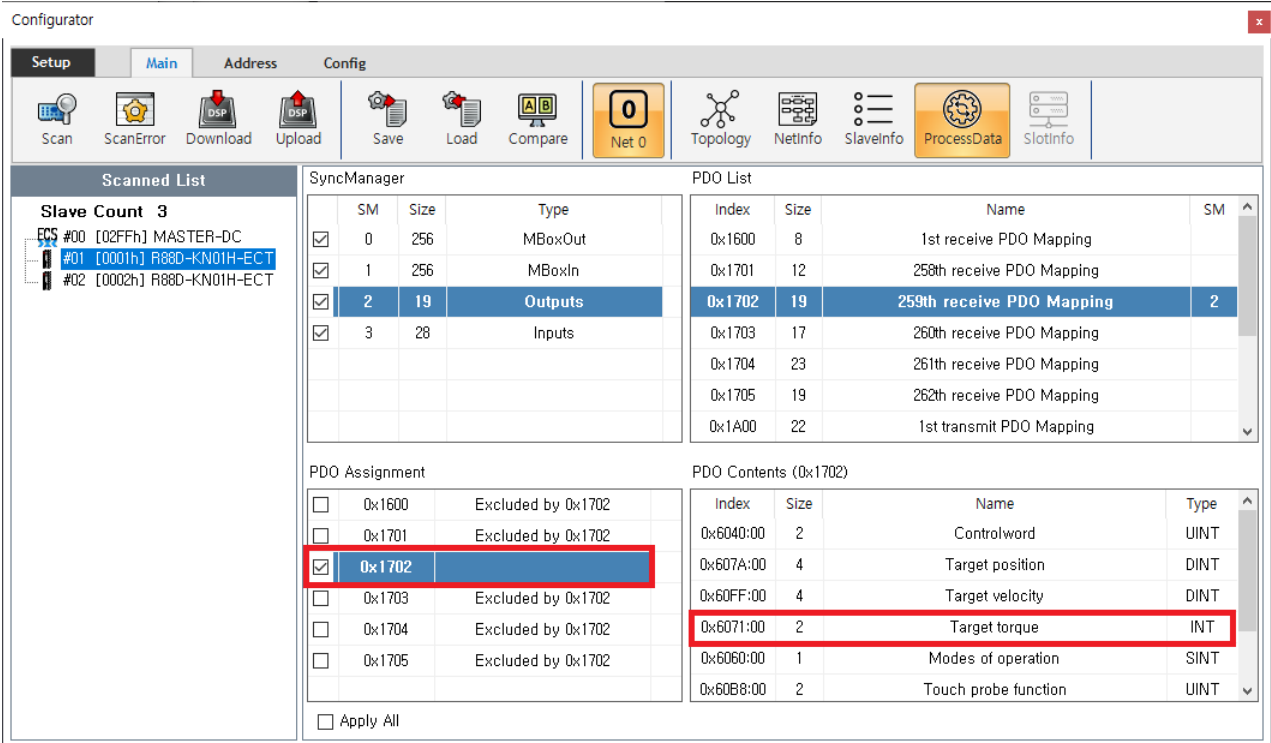 Configurator
x
Setup Main Address Config
DSP DSP A B 0
Scan ScanError Download Upload Save Load Compare Net 0 Topology NetInfo SlaveInfo ProcessData SlotInfo
Scanned List
Slave Count 3
ECS #00 [02FFh] MASTER-DC
#01 [0001h] R88D-KN01H-ECT
#02 [0002h] R88D-KN01H-ECT
SyncManager
SM Size Type
0 256 MBoxOut
1 256 MBoxIn
2 19 Outputs
3 28 Inputs
PDO List
Index Size Name SM
0x1600 8 1st receive PDO Mapping
0x1701 12 258th receive PDO Mapping
0x1702 19 259th receive PDO Mapping 2
0x1703 17 260th receive PDO Mapping
0x1704 23 261th receive PDO Mapping
0x1705 19 262th receive PDO Mapping
0x1A00 22 1st transmit PDO Mapping
PDO Assignment
0x1600 Excluded by 0x1702
0x1701 Excluded by 0x1702
0x1702
0x1703 Excluded by 0x1702
0x1704 Excluded by 0x1702
0x1705 Excluded by 0x1702
Apply All
PDO Contents (0x1702)
Index Size Name Type
0x6040:00 2 Controlword UINT
0x607A:00 4 Target position DINT
0x60FF:00 4 Target velocity DINT
0x6071:00 2 Target torque INT
0x6060:00 1 Modes of operation SINT
0x60B8:00 2 Touch probe function UINT